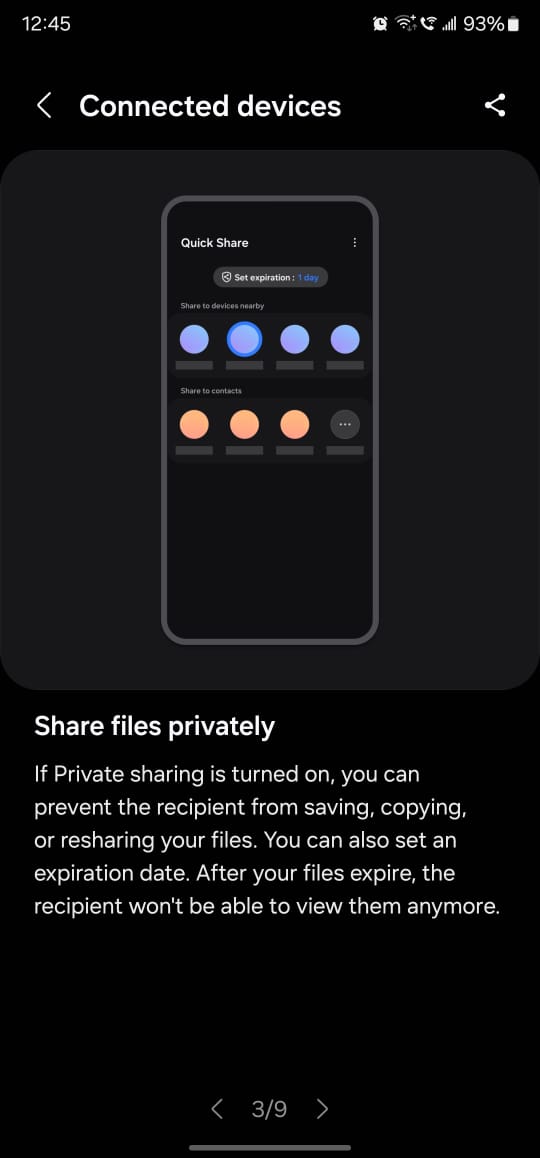 12:45
93%
Connected devices
Quick Share
Set expiration : 1 day
Share to devices nearby
Share to contacts
Share files privately
If Private sharing is turned on, you can
prevent the recipient from saving, copying,
or resharing your files. You can also set an
expiration date. After your files expire, the
recipient won't be able to view them anymore.
3/9